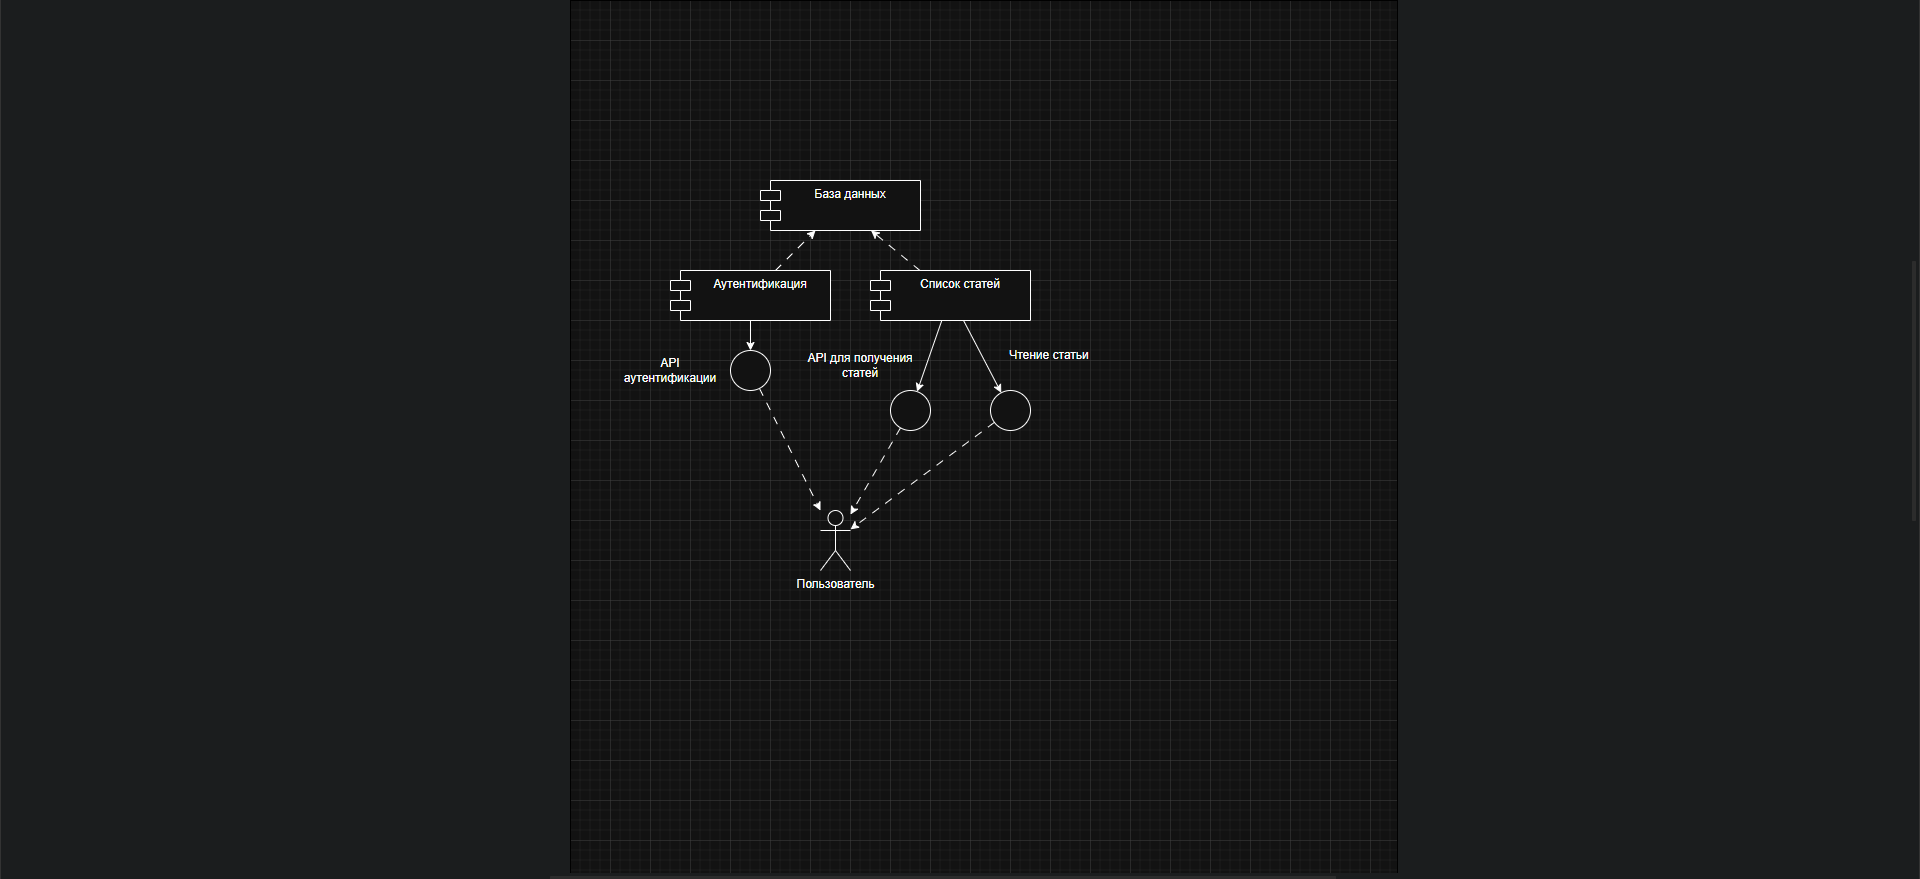 База данных
Аутентификация
Список статей
API
аутентификации
API для получения
статей
Чтение статьи
Пользователь